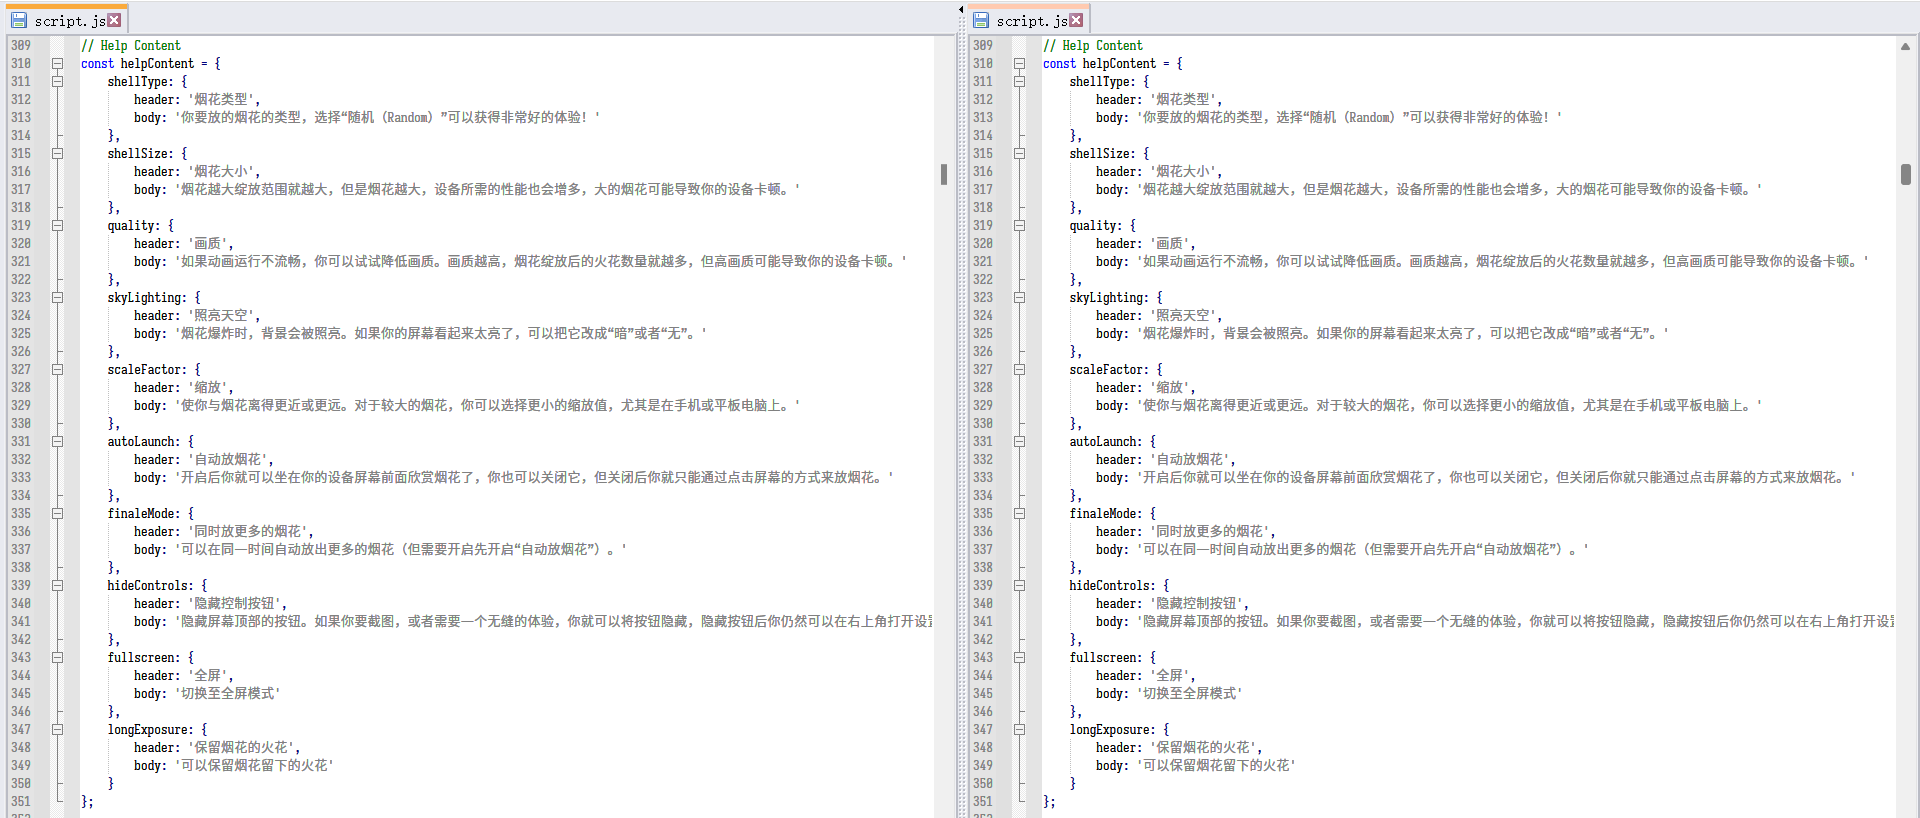 script.js
309 // Help Content
310 const helpContent = {
311 shellType: {
312 header: '烟花类型',
313 body: '你要放的烟花的类型，选择“随机（Random）”可以获得非常好的体验！'
314 },
315 shellSize: {
316 header: '烟花大小',
317 body: '烟花越大绽放范围就越大，但是烟花越大，设备所需的性能也会增多，大的烟花可能导致你的设备卡顿。'
318 },
319 quality: {
320 header: '画质',
321 body: '如果动画运行不流畅，你可以试试降低画质。画质越高，烟花绽放后的火花数量就越多，但高画质可能导致你的设备卡顿。'
322 },
323 skyLighting: {
324 header: '照亮天空',
325 body: '烟花爆炸时，背景会被照亮。如果你的屏幕看起来太亮了，可以把它改成“暗”或者“无”。'
326 },
327 scaleFactor: {
328 header: '缩放',
329 body: '使你与烟花离得更近或更远。对于较大的烟花，你可以选择更小的缩放值，尤其是在手机或平板电脑上。'
330 },
331 autoLaunch: {
332 header: '自动放烟花',
333 body: '开启后你就可以坐在你的设备屏幕前面欣赏烟花了，你也可以关闭它，但关闭后你就只能通过点击屏幕的方式来放烟花。'
334 },
335 finaleMode: {
336 header: '同时放更多的烟花',
337 body: '可以在同一时间自动放出更多的烟花（但需要开启先开启“自动放烟花”）。'
338 },
339 hideControls: {
340 header: '隐藏控制按钮',
341 body: '隐藏屏幕顶部的按钮。如果你要截图，或者需要一个无缝的体验，你就可以将按钮隐藏，隐藏按钮后你仍然可以在右上角打开设置
342 },
343 fullscreen: {
344 header: '全屏',
345 body: '切换至全屏模式'
346 },
347 longExposure: {
348 header: '保留烟花的火花',
349 body: '可以保留烟花留下的火花'
350 }
351 };
script.js
309 // Help Content
310 const helpContent = {
311 shellType: {
312 header: '烟花类型',
313 body: '你要放的烟花的类型，选择“随机（Random）”可以获得非常好的体验！'
314 },
315 shellSize: {
316 header: '烟花大小',
317 body: '烟花越大绽放范围就越大，但是烟花越大，设备所需的性能也会增多，大的烟花可能导致你的设备卡顿。'
318 },
319 quality: {
320 header: '画质',
321 body: '如果动画运行不流畅，你可以试试降低画质。画质越高，烟花绽放后的火花数量就越多，但高画质可能导致你的设备卡顿。'
322 },
323 skyLighting: {
324 header: '照亮天空',
325 body: '烟花爆炸时，背景会被照亮。如果你的屏幕看起来太亮了，可以把它改成“暗”或者“无”。'
326 },
327 scaleFactor: {
328 header: '缩放',
329 body: '使你与烟花离得更近或更远。对于较大的烟花，你可以选择更小的缩放值，尤其是在手机或平板电脑上。'
330 },
331 autoLaunch: {
332 header: '自动放烟花',
333 body: '开启后你就可以坐在你的设备屏幕前面欣赏烟花了，你也可以关闭它，但关闭后你就只能通过点击屏幕的方式来放烟花。'
334 },
335 finaleMode: {
336 header: '同时放更多的烟花',
337 body: '可以在同一时间自动放出更多的烟花（但需要开启先开启“自动放烟花”）。'
338 },
339 hideControls: {
340 header: '隐藏控制按钮',
341 body: '隐藏屏幕顶部的按钮。如果你要截图，或者需要一个无缝的体验，你就可以将按钮隐藏，隐藏按钮后你仍然可以在右上角打开设置
342 },
343 fullscreen: {
344 header: '全屏',
345 body: '切换至全屏模式'
346 },
347 longExposure: {
348 header: '保留烟花的火花',
349 body: '可以保留烟花留下的火花'
350 }
351 };